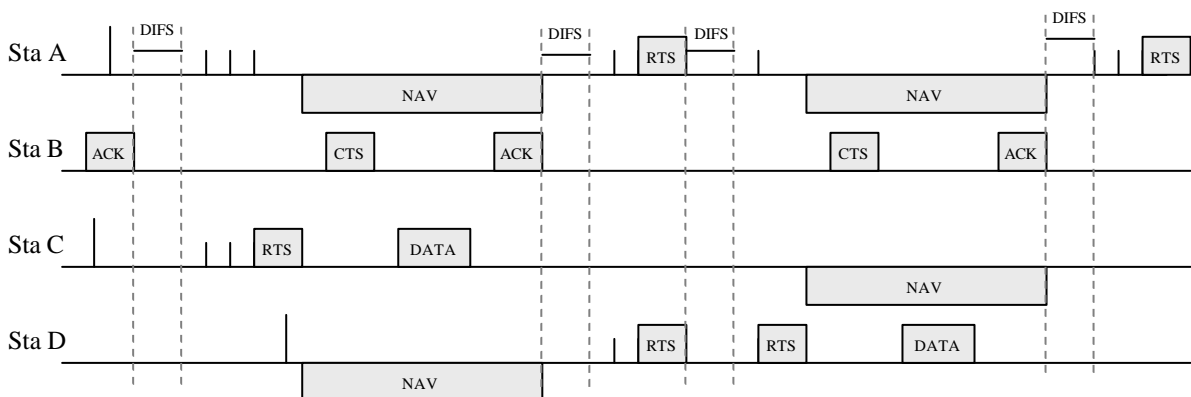 DIFS DIFS DIFS DIFS
Sta A RTS RTS
NAV NAV
Sta B ACK CTS ACK CTS ACK
Sta C RTS DATA
NAV
Sta D RTS RTS DATA
NAV